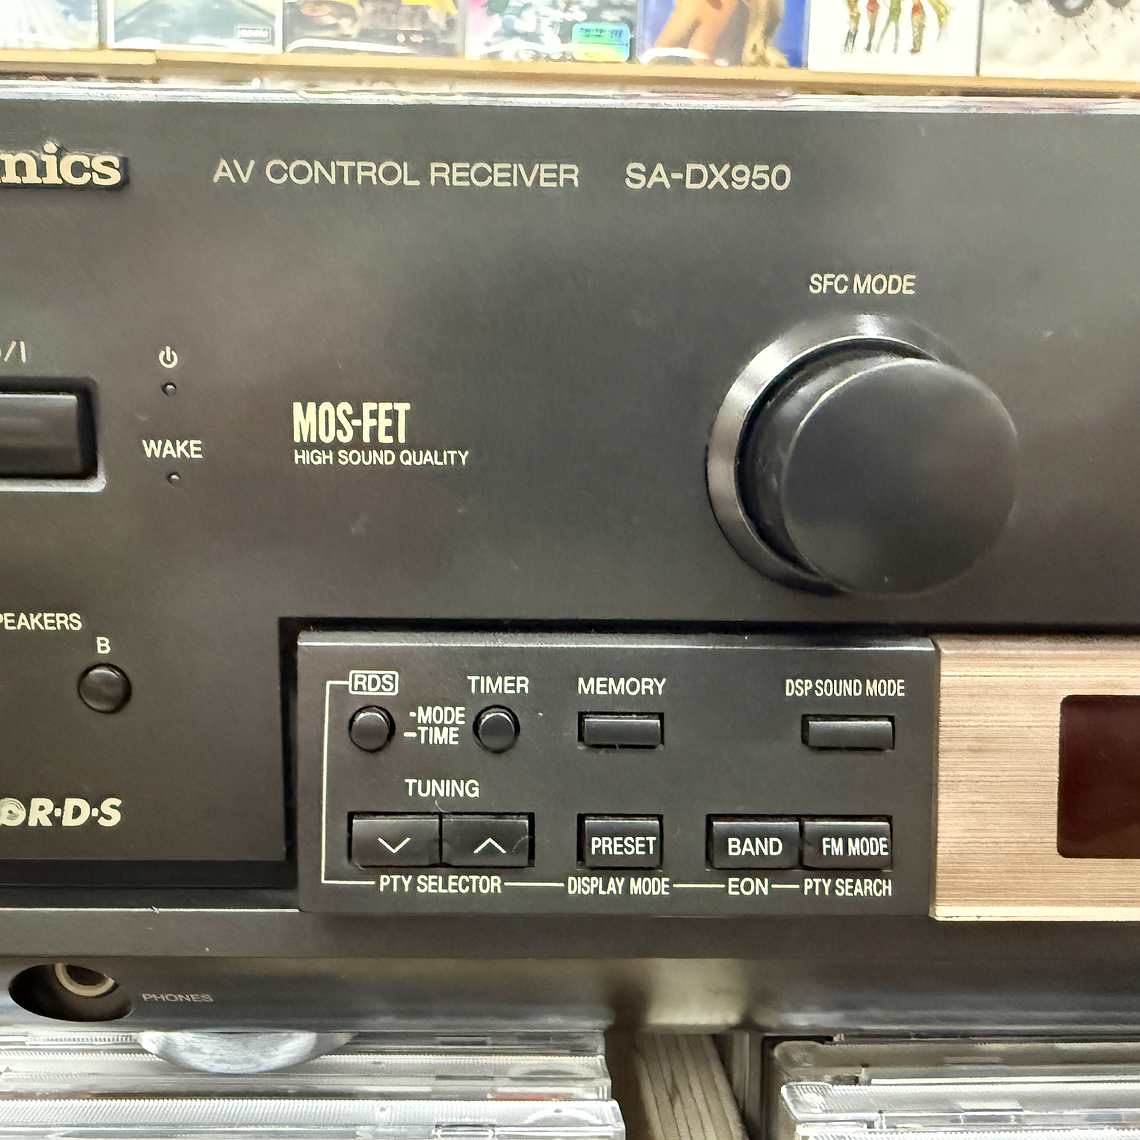 nics
AV CONTROL RECEIVER SA-DX950
SFC MODE
/I
WAKE
MOS-FET
HIGH SOUND QUALITY
PEAKERS
B
RDS
TIMER
MEMORY
DSP SOUND MODE
-MODE
-TIME
TUNING
R·D·S
PRESET
BAND
FM MODE
PTY SELECTOR
DISPLAY MODE
EON
PTY SEARCH
PHONES